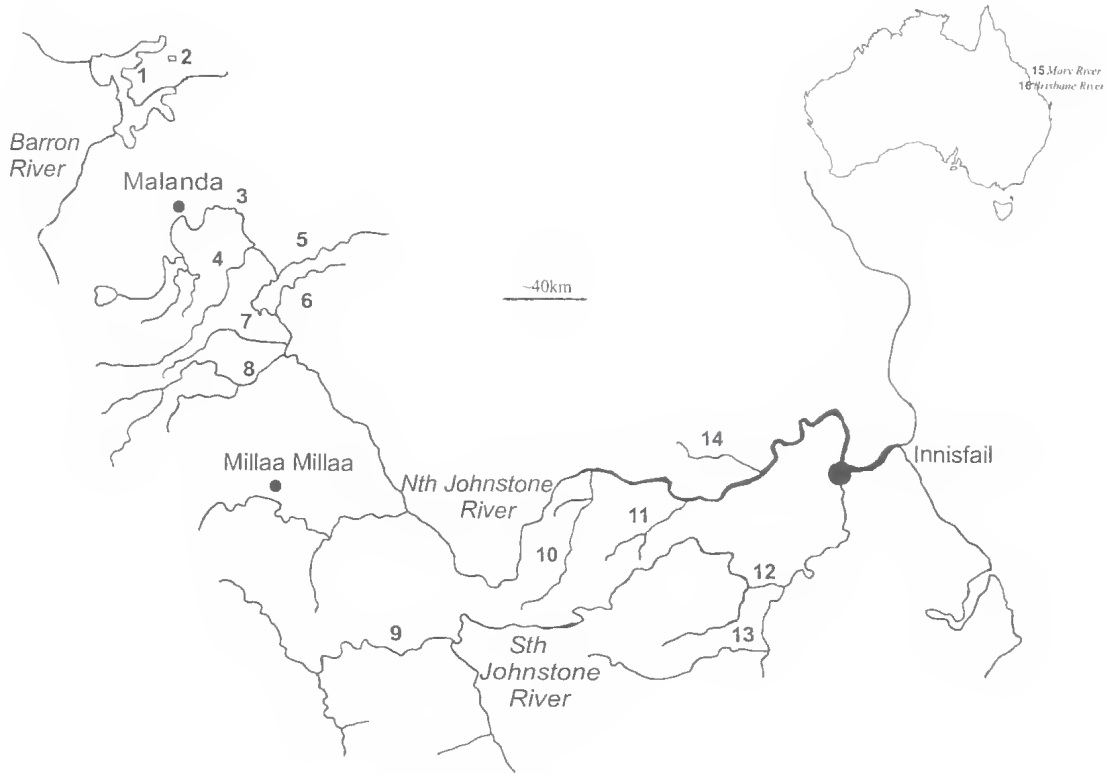 1
2
15 Mary River
16 Brisbane River
Barron
River
Malanda
3
5
4
6
~40km
7
8
14
Innisfail
Millaa Millaa
Nth Johnstone
River
11
10
12
9
13
Sth
Johnstone
River